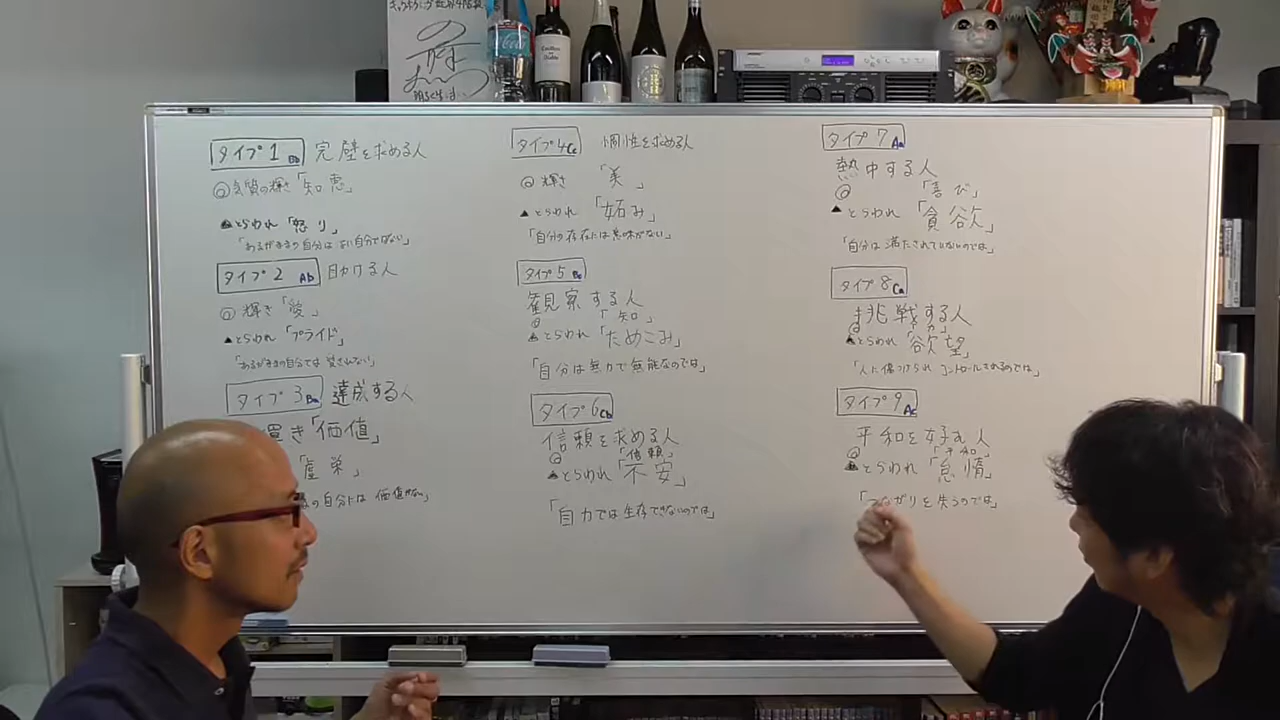 タイプ1 Bb 完璧を求める人
◎気質の輝き「知恵」
▲とらわれ「怒り」
「あるがままの自分は 正い自分ではない」
タイプ2 Ab 助ける人
◎ 輝き「愛」
▲とらわれ「プライド」
「あるがままの自分では 愛されない」
タイプ3 Ba 達成する人
き「価値」
「虚栄」
の自分には 価値がない」
タイプ4 Cc 個性を求める人
◎ 輝き 「美」
▲とらわれ「妬み」
「自分の存在には意味がない」
タイプ5 Bc
観察する人
◎ 「知」
▲とらわれ「ためこみ」
「自分は無力で無能なのでは」
タイプ6 Cb
信頼を求める人
◎ 「信頼」
▲とらわれ「不安」
「自力では生存できないのでは」
タイプ7 Aa
熱中する人
◎ 「喜び」
▲とらわれ「貪欲」
「自分は 満たされていないのでは」
タイプ8 Ca
挑戦する人
◎ 「力」
▲とらわれ「欲望」
「人に傷つけられ コントロールされるのでは」
タイプ9 Ac
平和を好む人
◎ 「平和」
▲とらわれ「怠惰」
「つながりを失うのでは」